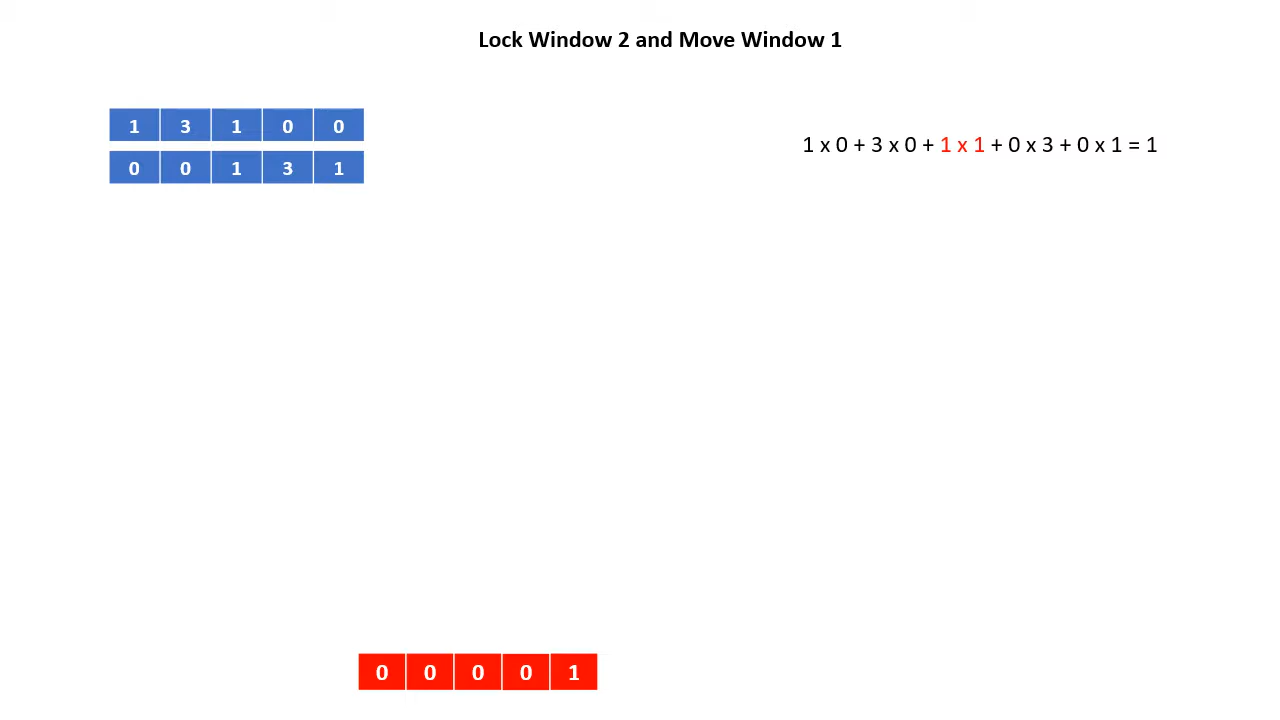 Lock Window 2 and Move Window 1
1 3 1 0 0
1 x 0 + 3 x 0 + 1 x 1 + 0 x 3 + 0 x 1 = 1
0 0 1 3 1
0 0 0 0 1